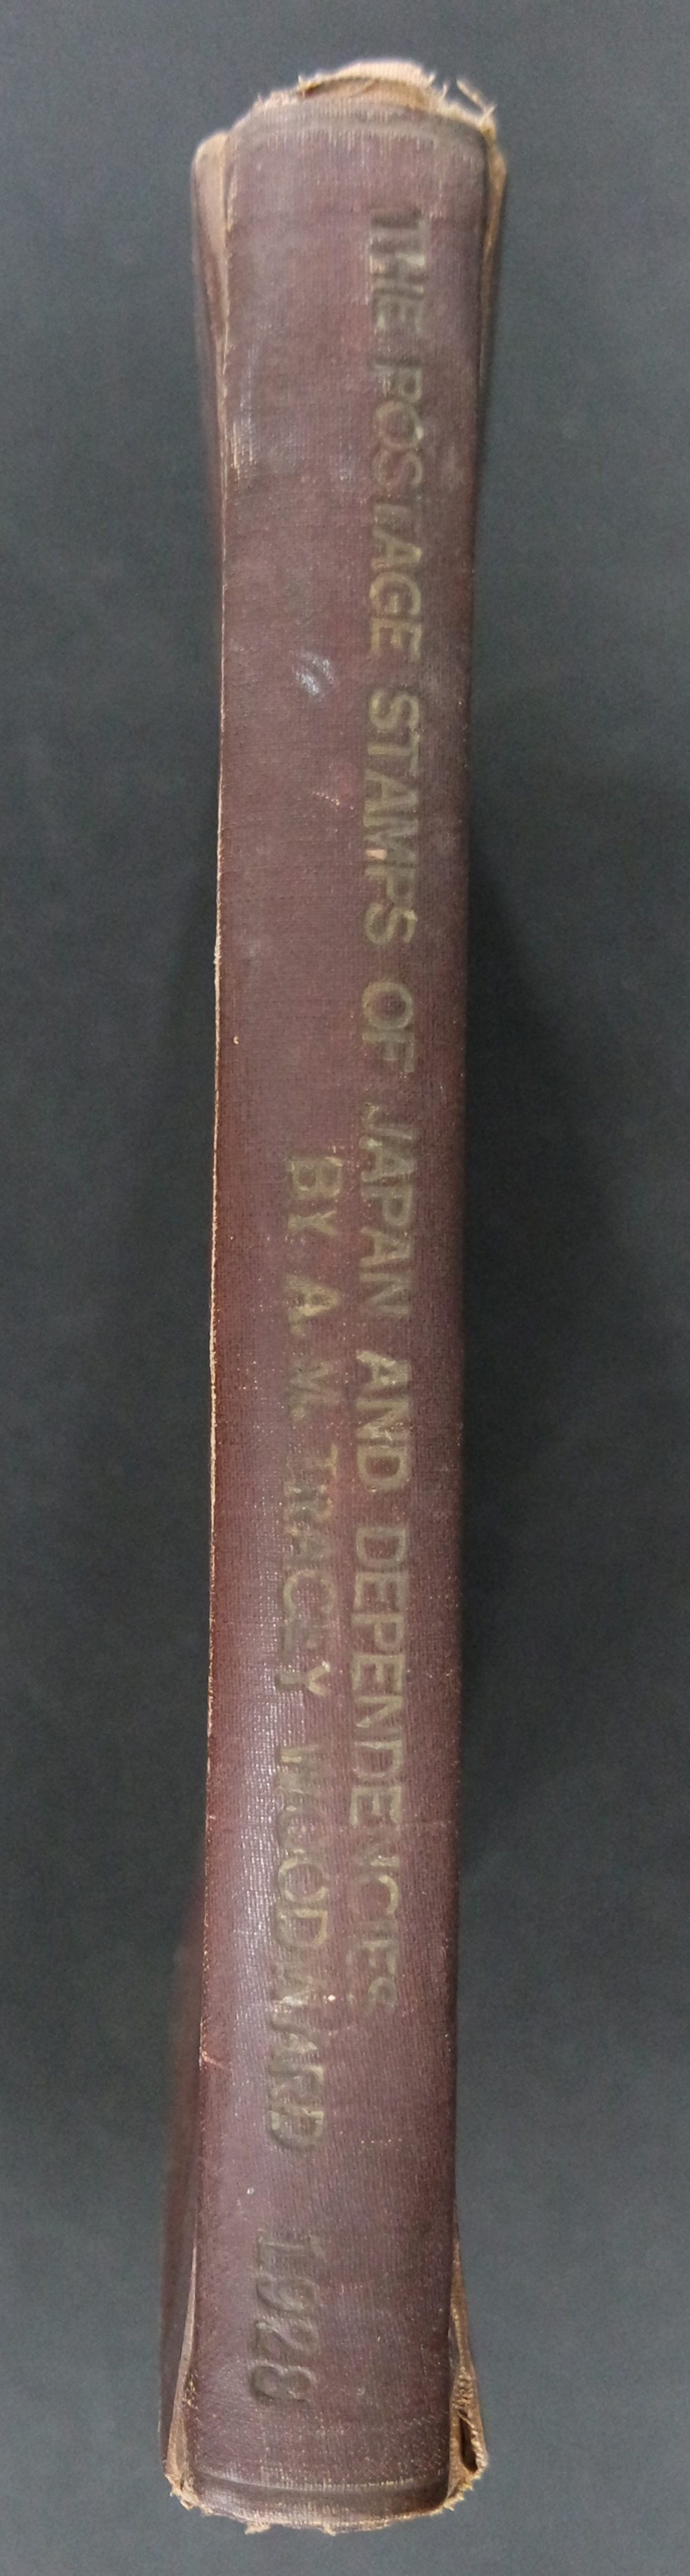 THE POSTAGE STAMPS OF JAPAN AND DEPENDENCIES
BY A. M. TRACEY WOODWARD 1928